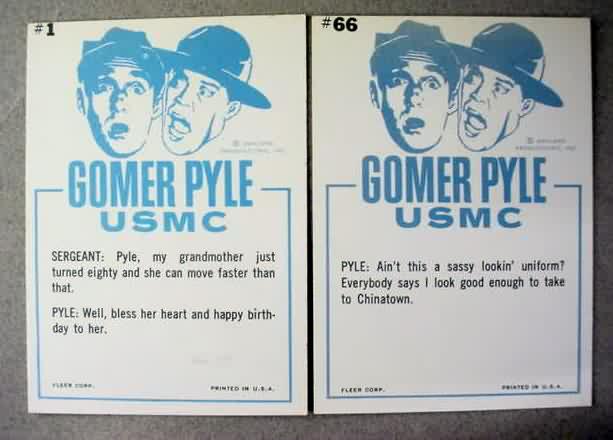 #1
GOMER PYLE
USMC
SERGEANT: Pyle, my grandmother just
turned eighty and she can move faster than
that.
PYLE: Well, bless her heart and happy birth-
day to her.
FLEER CORP.
PRINTED IN U.S.A.
#66
GOMER PYLE
USMC
PYLE: Ain't this a sassy lookin' uniform?
Everybody says I look good enough to take
to Chinatown.
FLEER CORP.
PRINTED IN U.S.A.